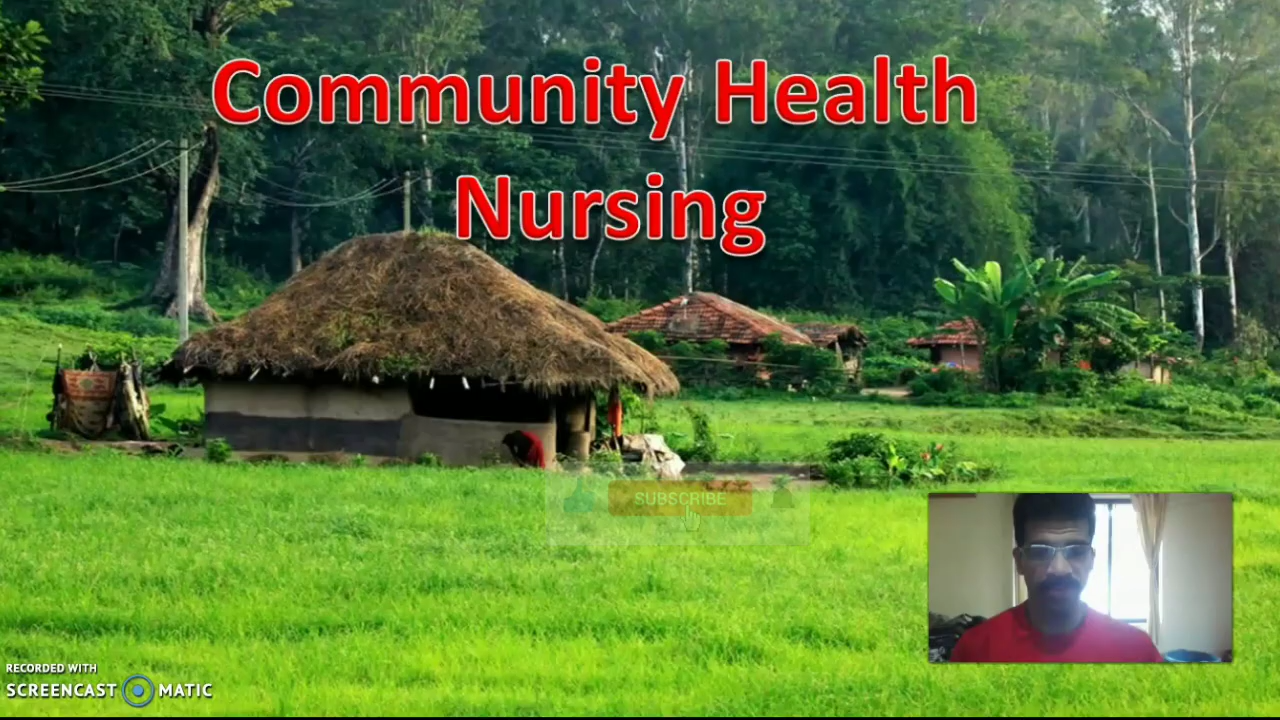 Community Health
Nursing
SUBSCRIBE
RECORDED WITH
SCREENCAST MATIC